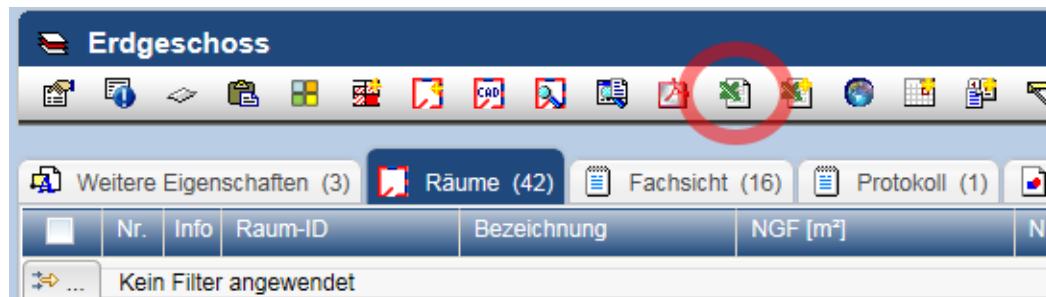 Erdgeschoss
CAD
Weitere Eigenschaften (3) Räume (42) Fachsicht (16) Protokoll (1)
Nr. Info Raum-ID Bezeichnung NGF [m²] N
... Kein Filter angewendet